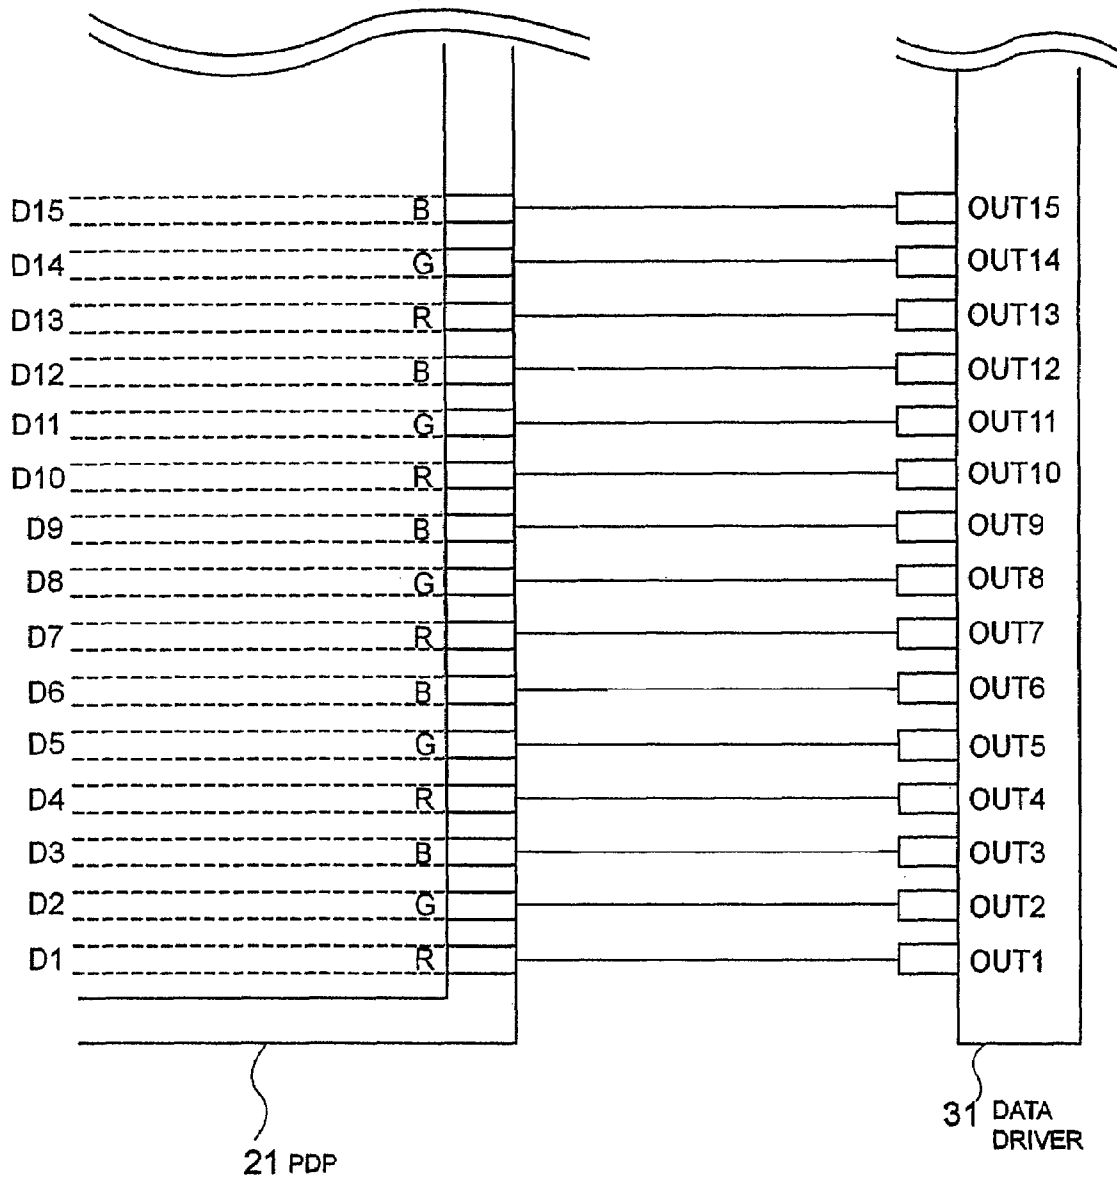 D15 B OUT15
D14 G OUT14
D13 R OUT13
D12 B OUT12
D11 G OUT11
D10 R OUT10
D9 B OUT9
D8 G OUT8
D7 R OUT7
D6 B OUT6
D5 G OUT5
D4 R OUT4
D3 B OUT3
D2 G OUT2
D1 R OUT1
21 PDP
31 DATA
DRIVER